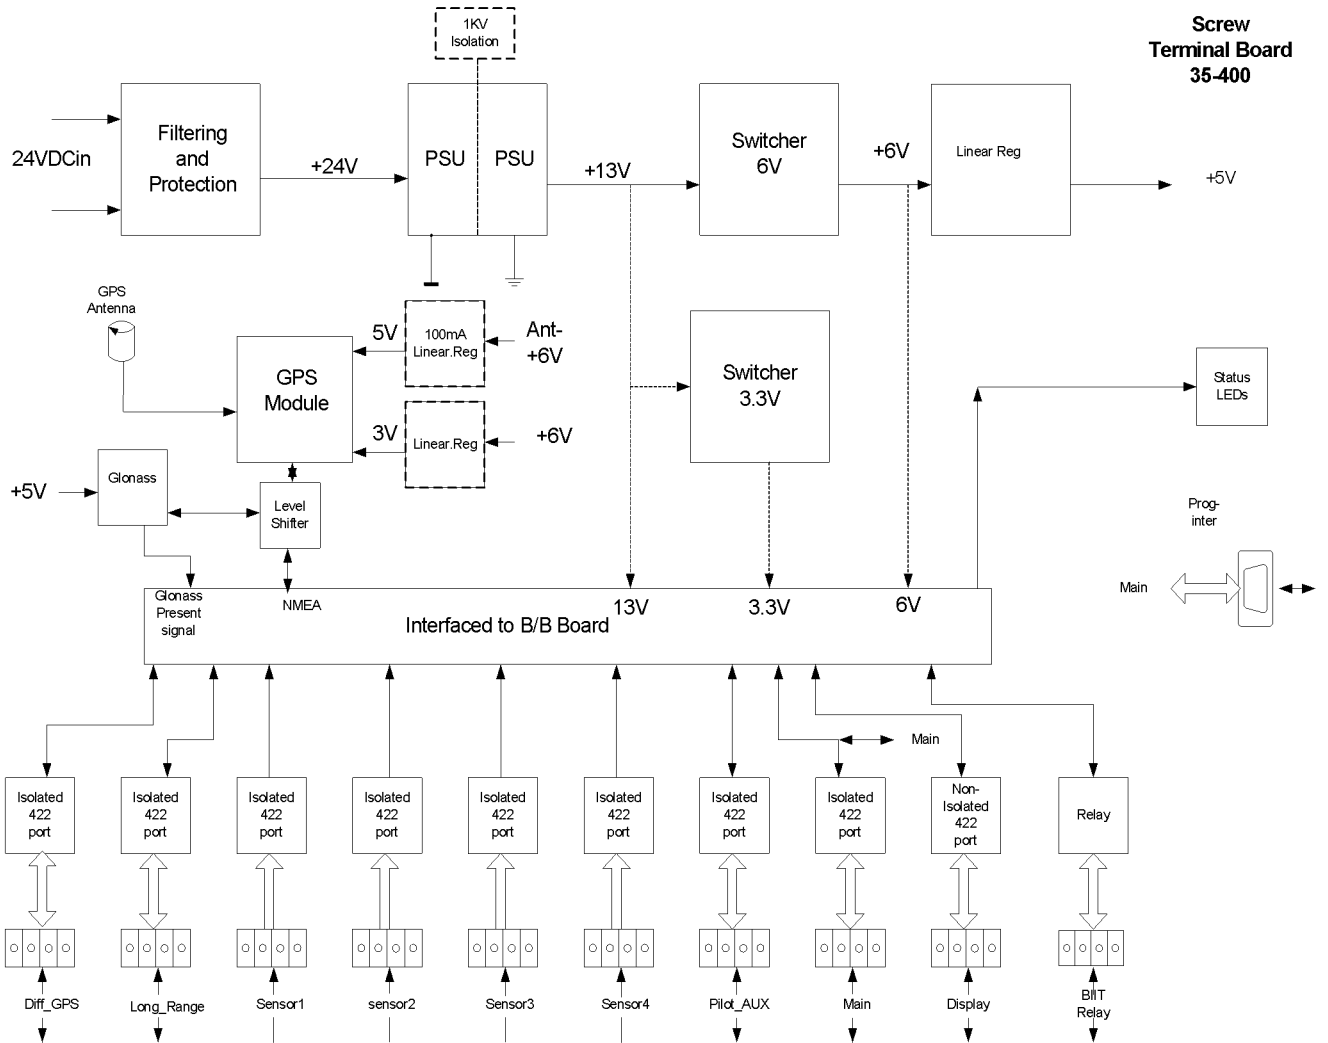 1KV
Isolation
Screw
Terminal Board
35-400
24VDCin
Filtering
and
Protection
+24V
PSU
PSU
+13V
Switcher
6V
+6V
Linear Reg
+5V
GPS
Antenna
GPS
Module
5V
100mA
Linear.Reg
Ant-
+6V
3V
Linear.Reg
+6V
Switcher
3.3V
Status
LEDs
+5V
Glonass
Level
Shifter
Prog-
inter
Main
Glonass
Present
signal
NMEA
Interfaced to B/B Board
13V
3.3V
6V
Main
Isolated
422
port
Isolated
422
port
Isolated
422
port
Isolated
422
port
Isolated
422
port
Isolated
422
port
Isolated
422
port
Isolated
422
port
Non-
Isolated
422
port
Relay
Diff_GPS
Long_Range
Sensor1
sensor2
Sensor3
Sensor4
Pilot_AUX
Main
Display
BIIT
Relay